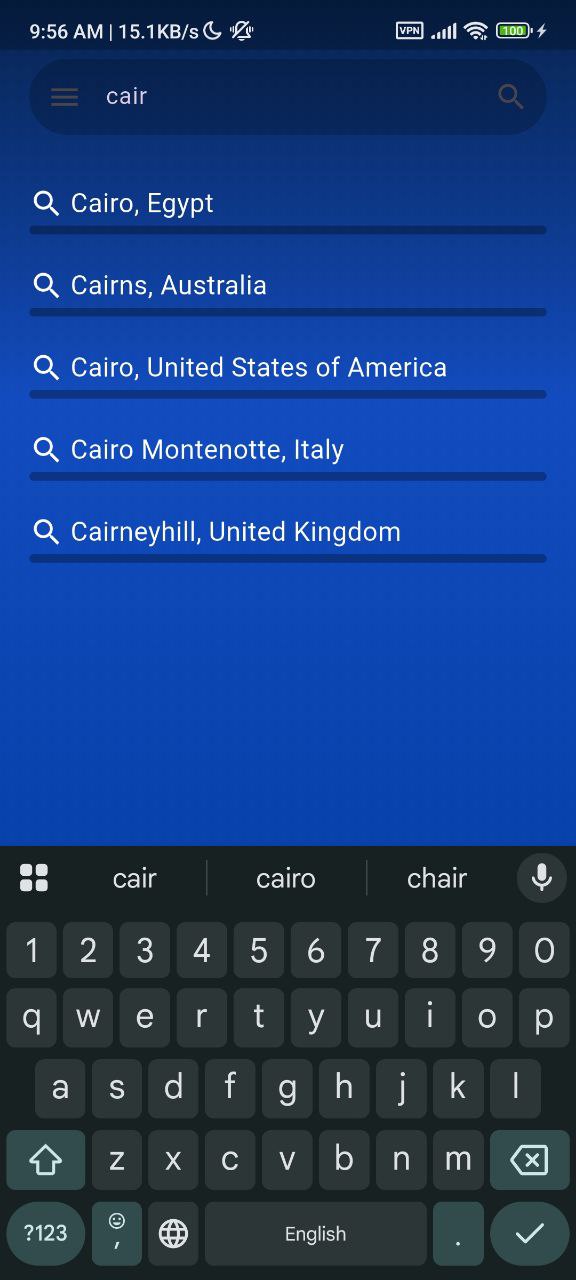 9:56 AM | 15.1KB/s VPN 100
cair
Cairo, Egypt
Cairns, Australia
Cairo, United States of America
Cairo Montenotte, Italy
Cairneyhill, United Kingdom
cair cairo chair
1 2 3 4 5 6 7 8 9 0
q w e r t y u i o p
a s d f g h j k l
z x c v b n m
?123 , English .